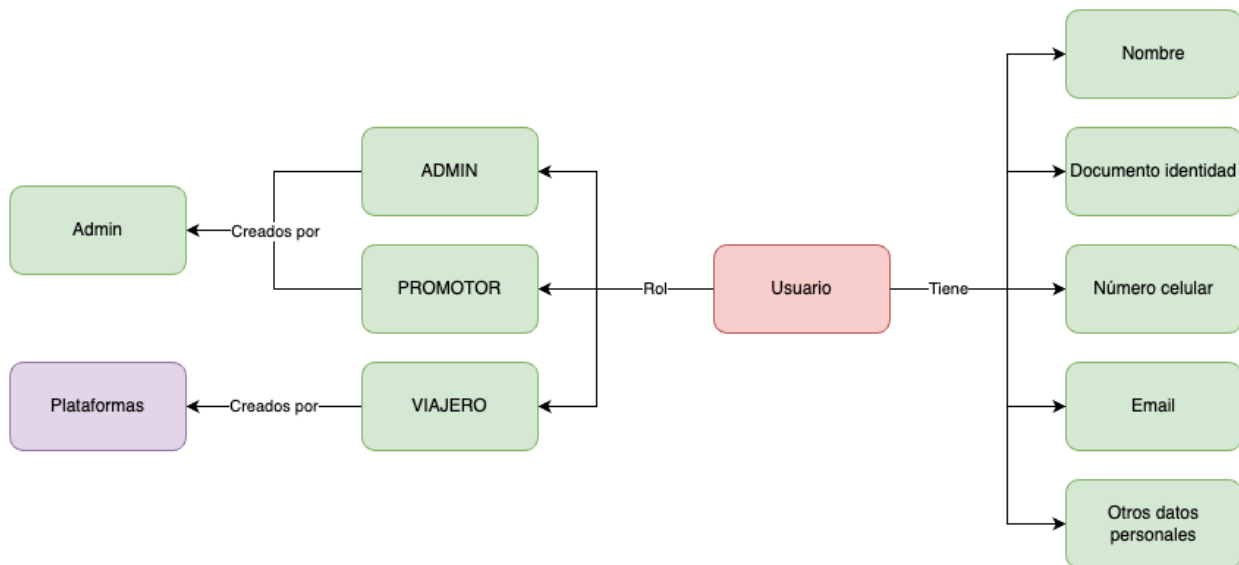 Nombre
ADMIN
Documento identidad
Admin
Creados por
PROMOTOR
Rol
Usuario
Tiene
Número celular
Plataformas
Creados por
VIAJERO
Email
Otros datos
personales